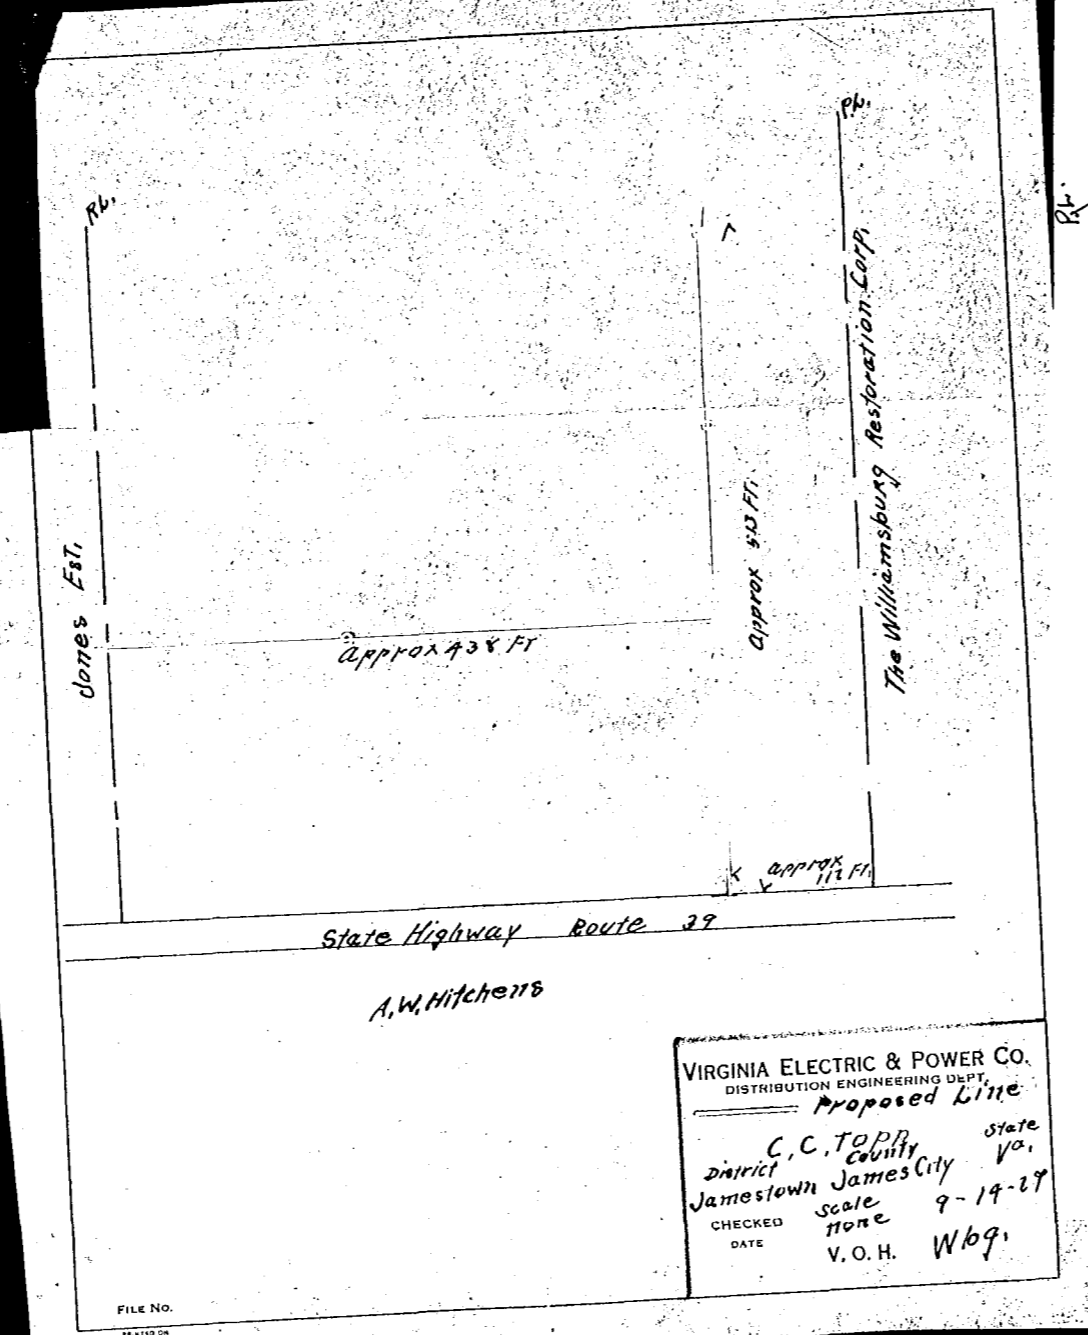 P.L.
P.L.
P.L.
Jones Est.
approx 438 FT
approx 513 FT.
The Williamsburg Restoration Corp.
approx
112 FT.
State Highway Route 39
A.W. Hitchens
VIRGINIA ELECTRIC & POWER CO.
DISTRIBUTION ENGINEERING DEPT.
Proposed Line
C, C, TOPP
District County State
Jamestown James City Va.
CHECKED Scale
none 9-14-29
DATE
V. O. H. Wbg.
FILE NO.